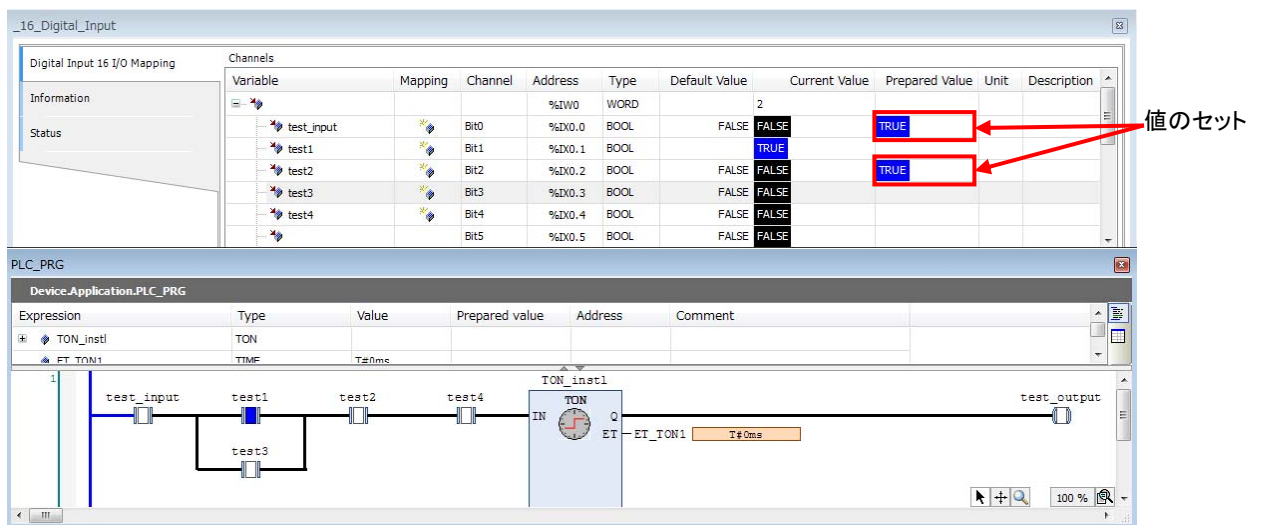 _16_Digital_Input
Digital Input 16 I/O Mapping
Information
Status
Channels
Variable Mapping Channel Address Type Default Value Current Value Prepared Value Unit Description
%IW0 WORD 2
test_input Bit0 %IX0.0 BOOL FALSE FALSE TRUE
test1 Bit1 %IX0.1 BOOL TRUE
test2 Bit2 %IX0.2 BOOL FALSE FALSE TRUE
test3 Bit3 %IX0.3 BOOL FALSE FALSE
test4 Bit4 %IX0.4 BOOL FALSE FALSE
Bit5 %IX0.5 BOOL FALSE FALSE
値のセット
PLC_PRG
Device.Application.PLC_PRG
Expression Type Value Prepared value Address Comment
TON_inst1 TON
ET_TON1 TIME T#0ms
1
TON_inst1
test_input test1 test2 test4 TON test_output
IN Q
ET ET_TON1 T#0ms
test3
100 %